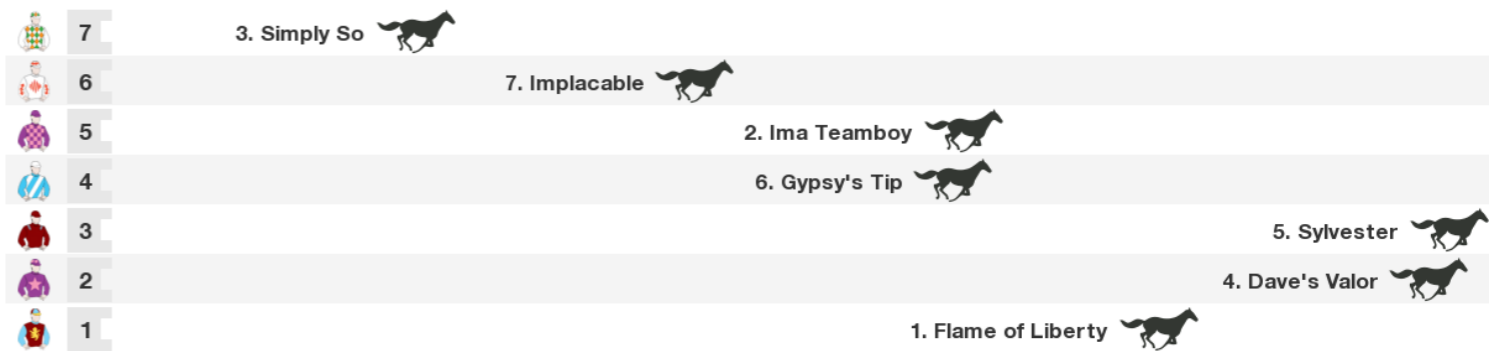 7 3. Simply So
6 7. Implacable
5 2. Ima Teamboy
4 6. Gypsy's Tip
3 5. Sylvester
2 4. Dave's Valor
1 1. Flame of Liberty